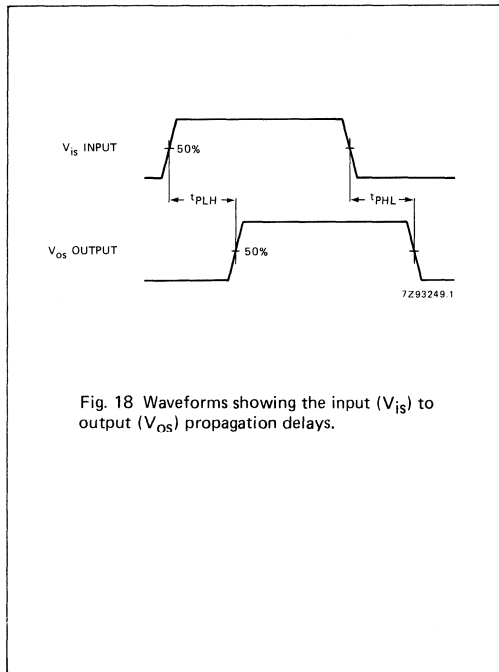 V_is INPUT
50%
t_PLH
t_PHL
V_os OUTPUT
50%
7Z93249.1
Fig. 18 Waveforms showing the input (V_is) to
output (V_os) propagation delays.